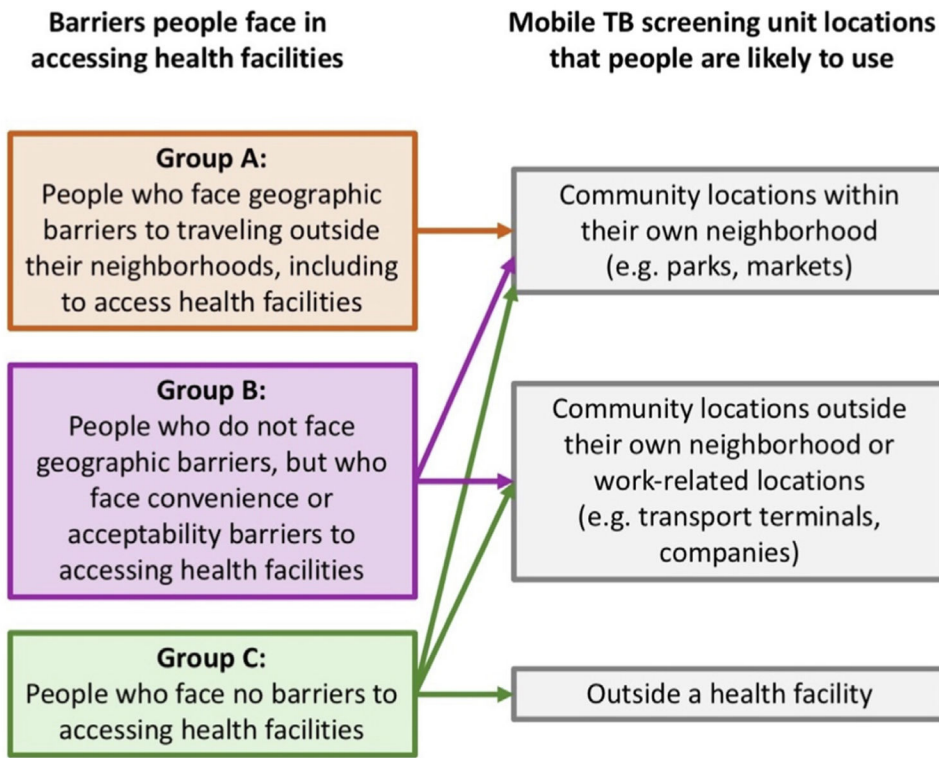 Barriers people face in
accessing health facilities
Mobile TB screening unit locations
that people are likely to use
Group A:
People who face geographic
barriers to traveling outside
their neighborhoods, including
to access health facilities
Group B:
People who do not face
geographic barriers, but who
face convenience or
acceptability barriers to
accessing health facilities
Group C:
People who face no barriers to
accessing health facilities
Community locations within
their own neighborhood
(e.g. parks, markets)
Community locations outside
their own neighborhood or
work-related locations
(e.g. transport terminals,
companies)
Outside a health facility